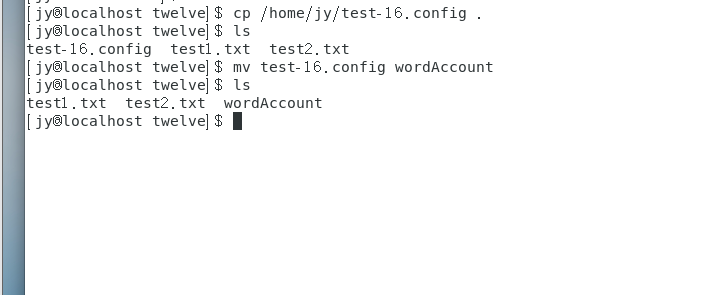 [jy@localhost twelve]$ cp /home/jy/test-16.config .
[jy@localhost twelve]$ ls
test-16.config  test1.txt  test2.txt
[jy@localhost twelve]$ mv test-16.config wordAccount
[jy@localhost twelve]$ ls
test1.txt  test2.txt  wordAccount
[jy@localhost twelve]$